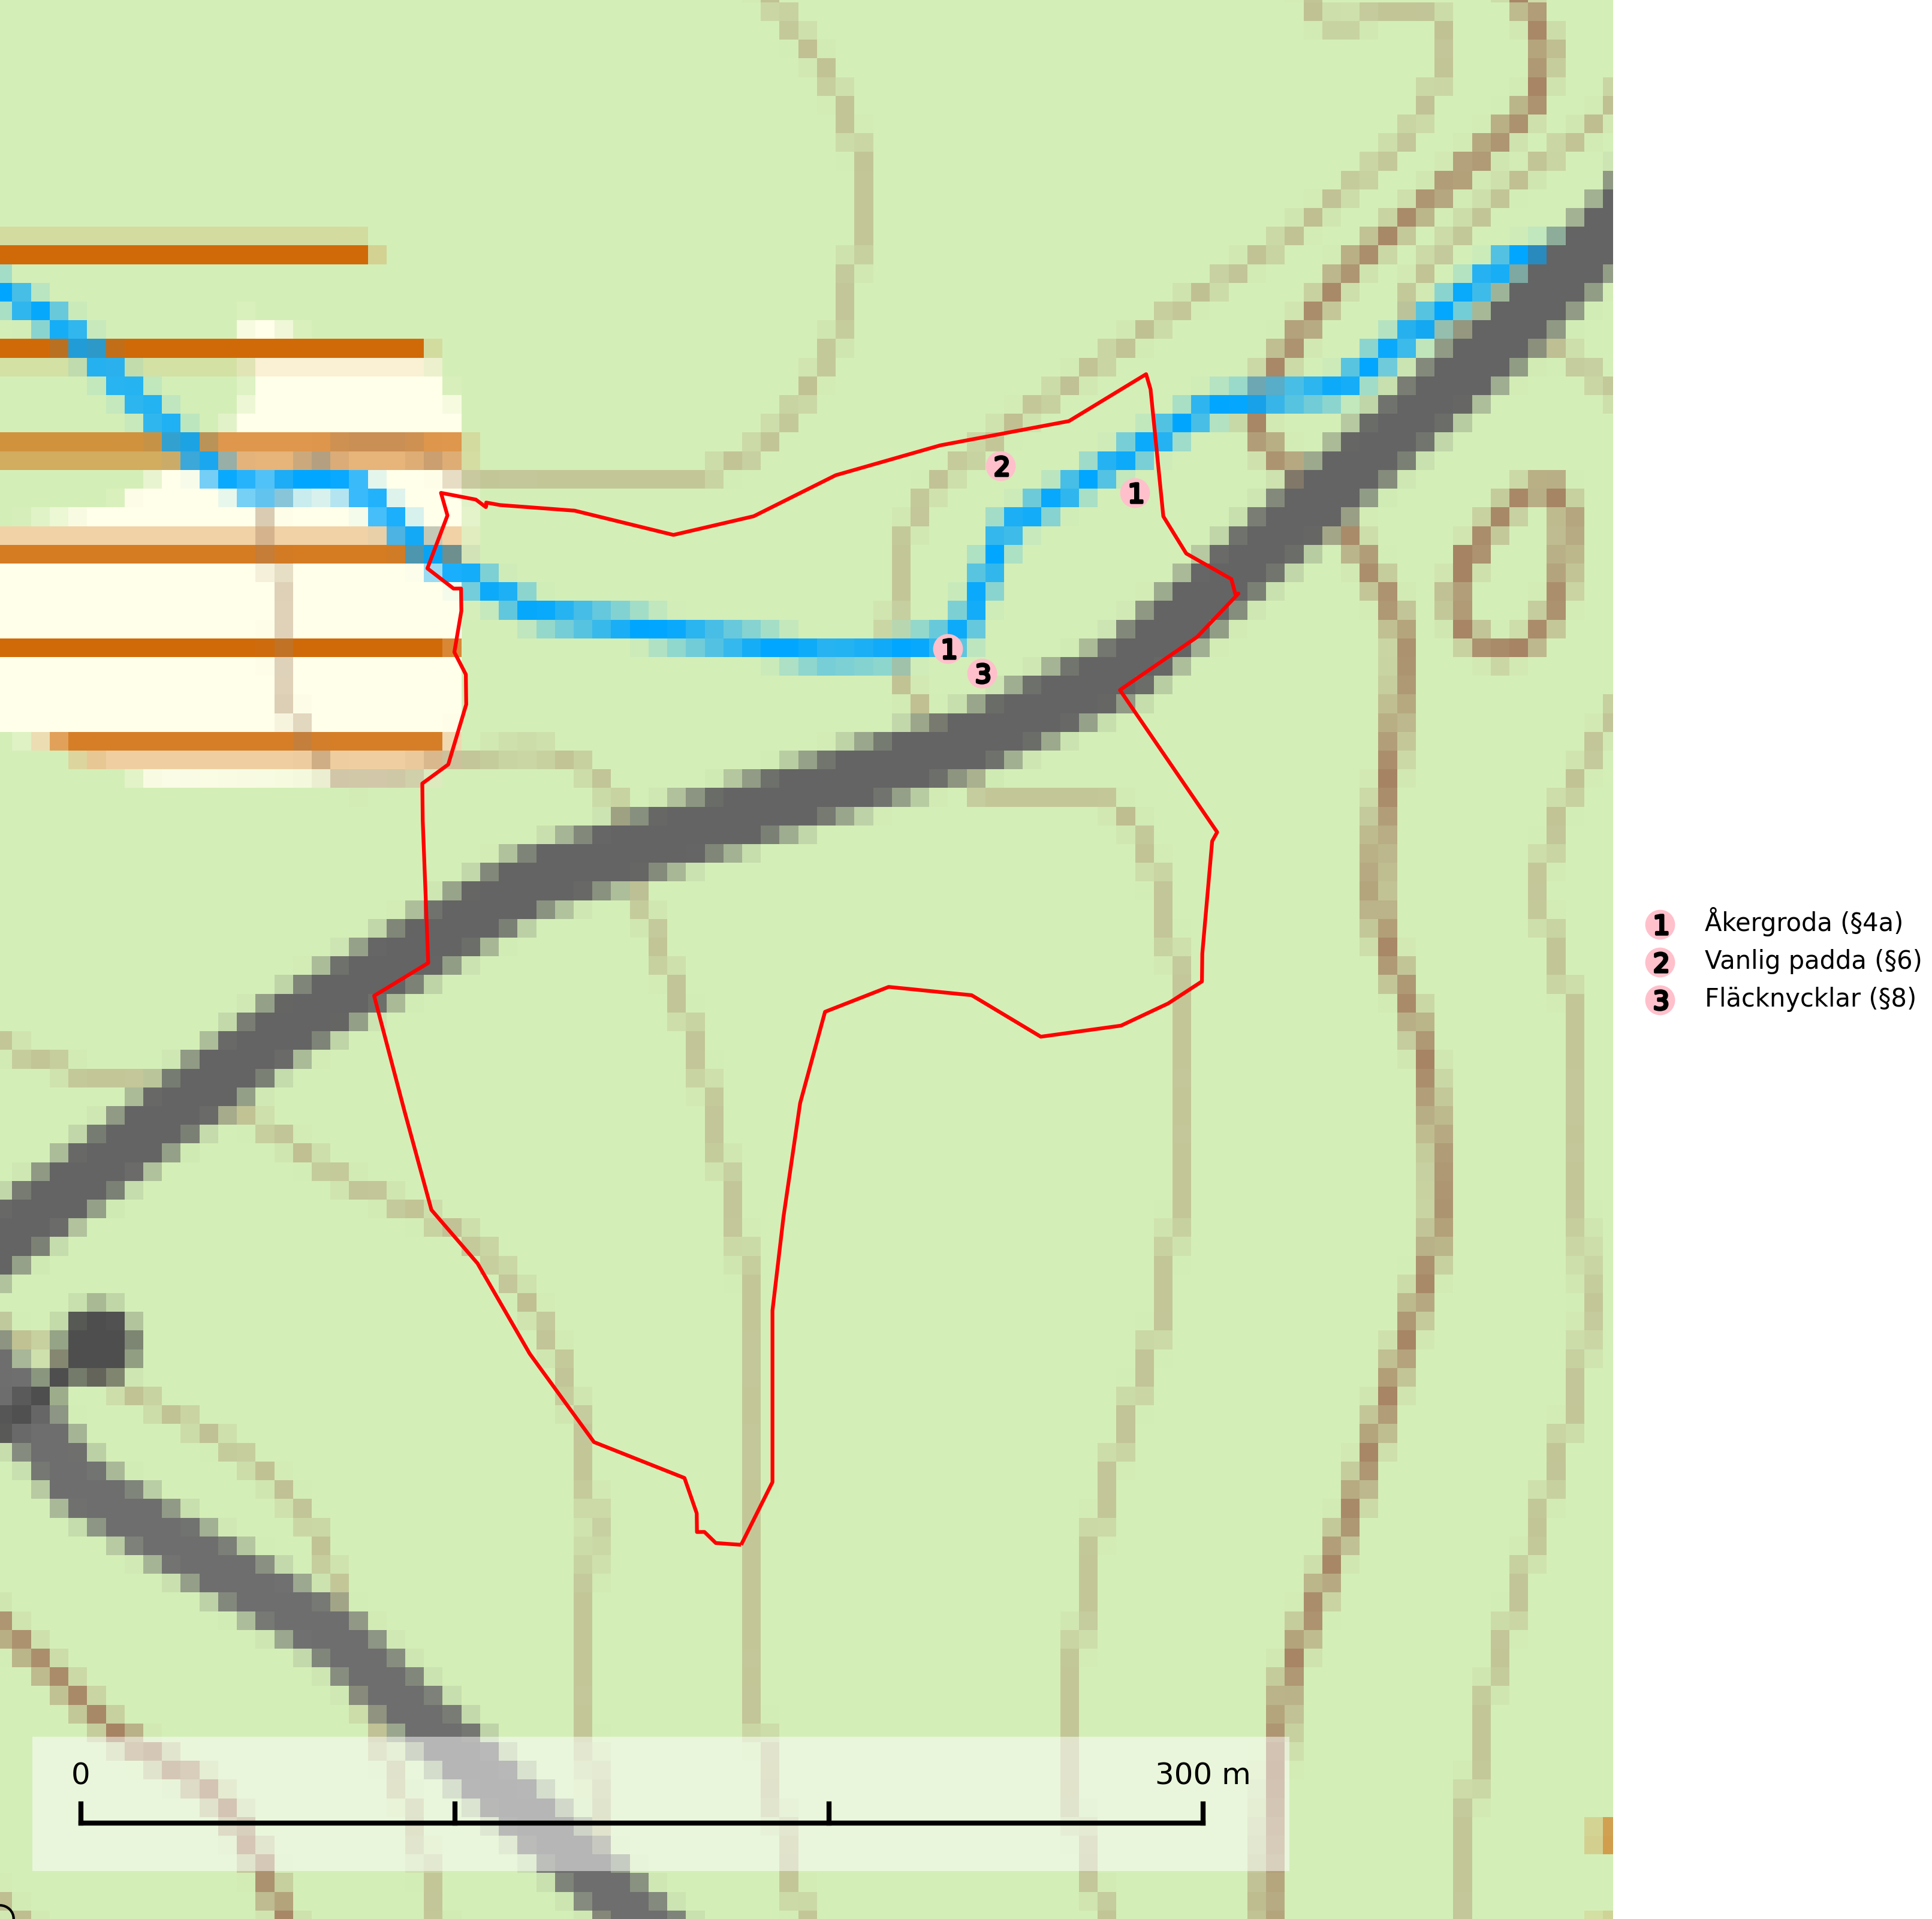 2
1
1
3
1 Åkergroda (§4a)
2 Vanlig padda (§6)
3 Fläcknycklar (§8)
0 300 m